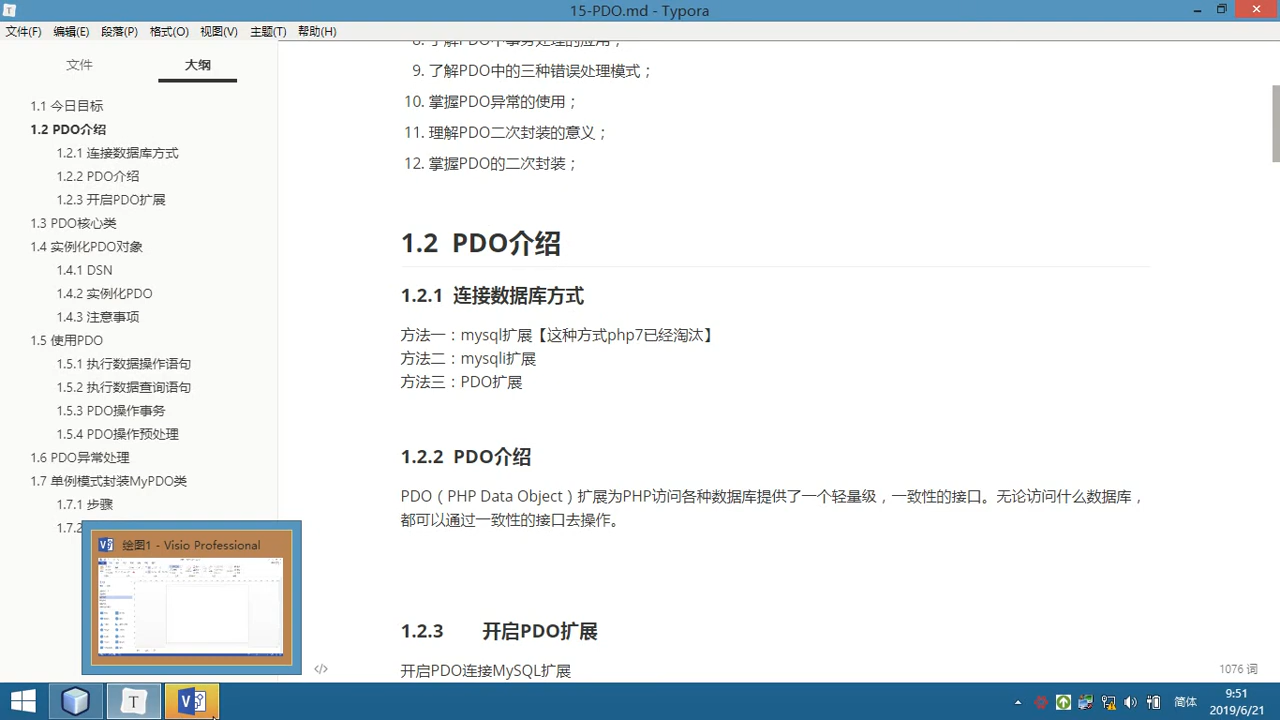 15-PDO.md - Typora
文件(F) 编辑(E) 段落(P) 格式(O) 视图(V) 主题(T) 帮助(H)
文件 大纲
1.1 今日目标
1.2 PDO介绍
1.2.1 连接数据库方式
1.2.2 PDO介绍
1.2.3 开启PDO扩展
1.3 PDO核心类
1.4 实例化PDO对象
1.4.1 DSN
1.4.2 实例化PDO
1.4.3 注意事项
1.5 使用PDO
1.5.1 执行数据操作语句
1.5.2 执行数据查询语句
1.5.3 PDO操作事务
1.5.4 PDO操作预处理
1.6 PDO异常处理
1.7 单例模式封装MyPDO类
1.7.1 步骤
1.7.2
8. 了解PDO中事务处理的应用；
9. 了解PDO中的三种错误处理模式；
10. 掌握PDO异常的使用；
11. 理解PDO二次封装的意义；
12. 掌握PDO的二次封装；
1.2 PDO介绍
1.2.1 连接数据库方式
方法一：mysql扩展【这种方式php7已经淘汰】
方法二：mysqli扩展
方法三：PDO扩展
1.2.2 PDO介绍
PDO（PHP Data Object）扩展为PHP访问各种数据库提供了一个轻量级，一致性的接口。无论访问什么数据库，
都可以通过一致性的接口去操作。
1.2.3 开启PDO扩展
开启PDO连接MySQL扩展
绘图1 - Visio Professional
</>
1076 词
简体
9:51
2019/6/21